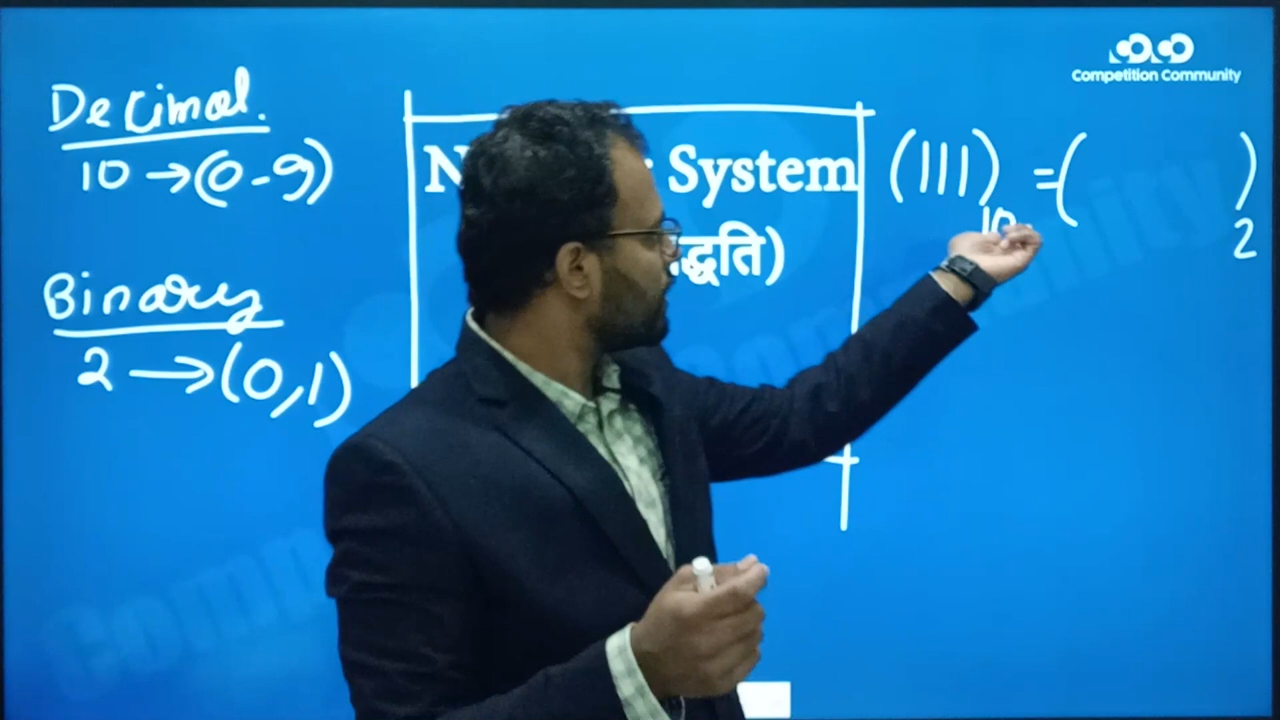 Competition Community
Decimal.
10 → (0-9)
Binary
2 → (0,1)
System
(111)10 = ( )2